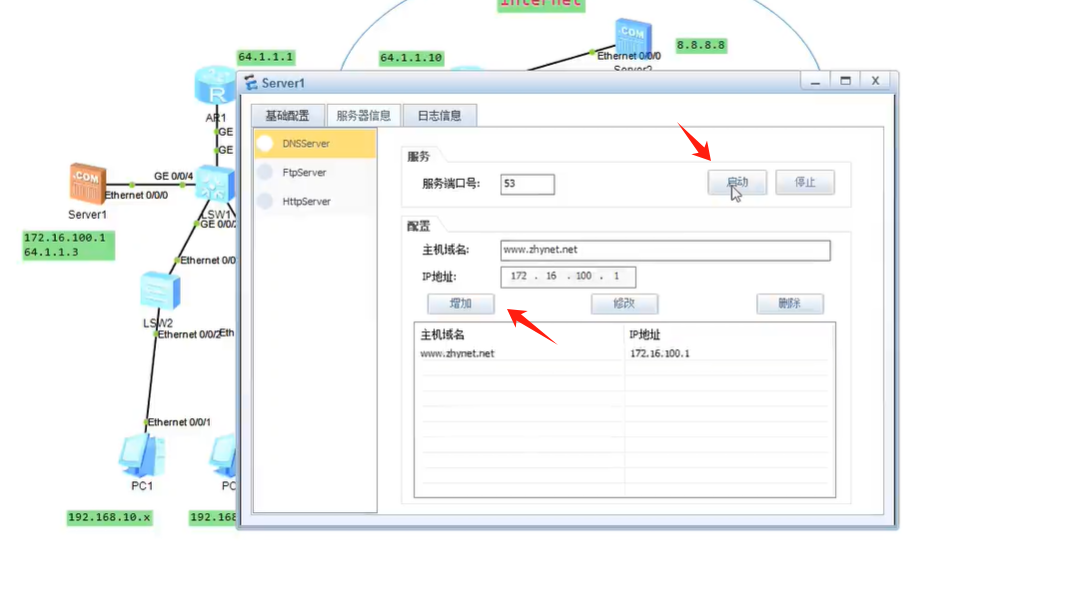 Internet
64.1.1.1
64.1.1.10
8.8.8.8
Ethernet 0/0/0
Server2
R
AR1
GE
GE
GE 0/0/4
Ethernet 0/0/0
Server1
LSW1
GE 0/0/
172.16.100.1
64.1.1.3
Ethernet 0/0
LSW2
Ethernet 0/0/2
Eth
Ethernet 0/0/1
PC1
PC
192.168.10.x
192.168
.COM
.COM
Server1
基础配置
服务器信息
日志信息
DNSServer
FtpServer
HttpServer
服务
服务端口号:
53
启动
停止
配置
主机域名:
www.zhynet.net
IP地址:
172 . 16 . 100 . 1
增加
修改
删除
主机域名
IP地址
www.zhynet.net
172.16.100.1